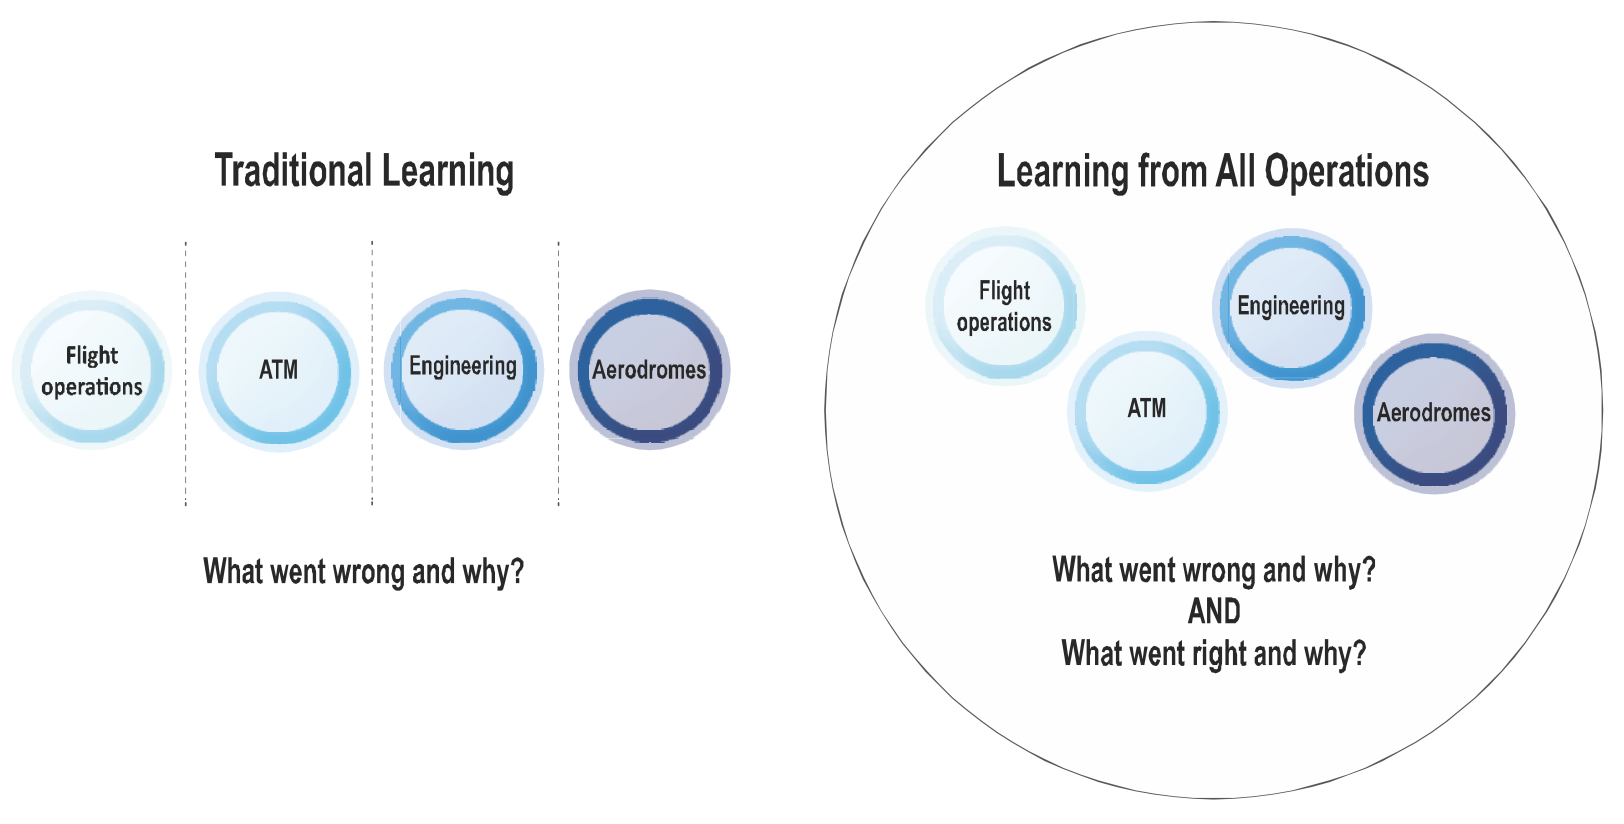 Traditional Learning
Flight
operations
ATM
Engineering
Aerodromes
What went wrong and why?
Learning from All Operations
Flight
operations
ATM
Engineering
Aerodromes
What went wrong and why?
AND
What went right and why?